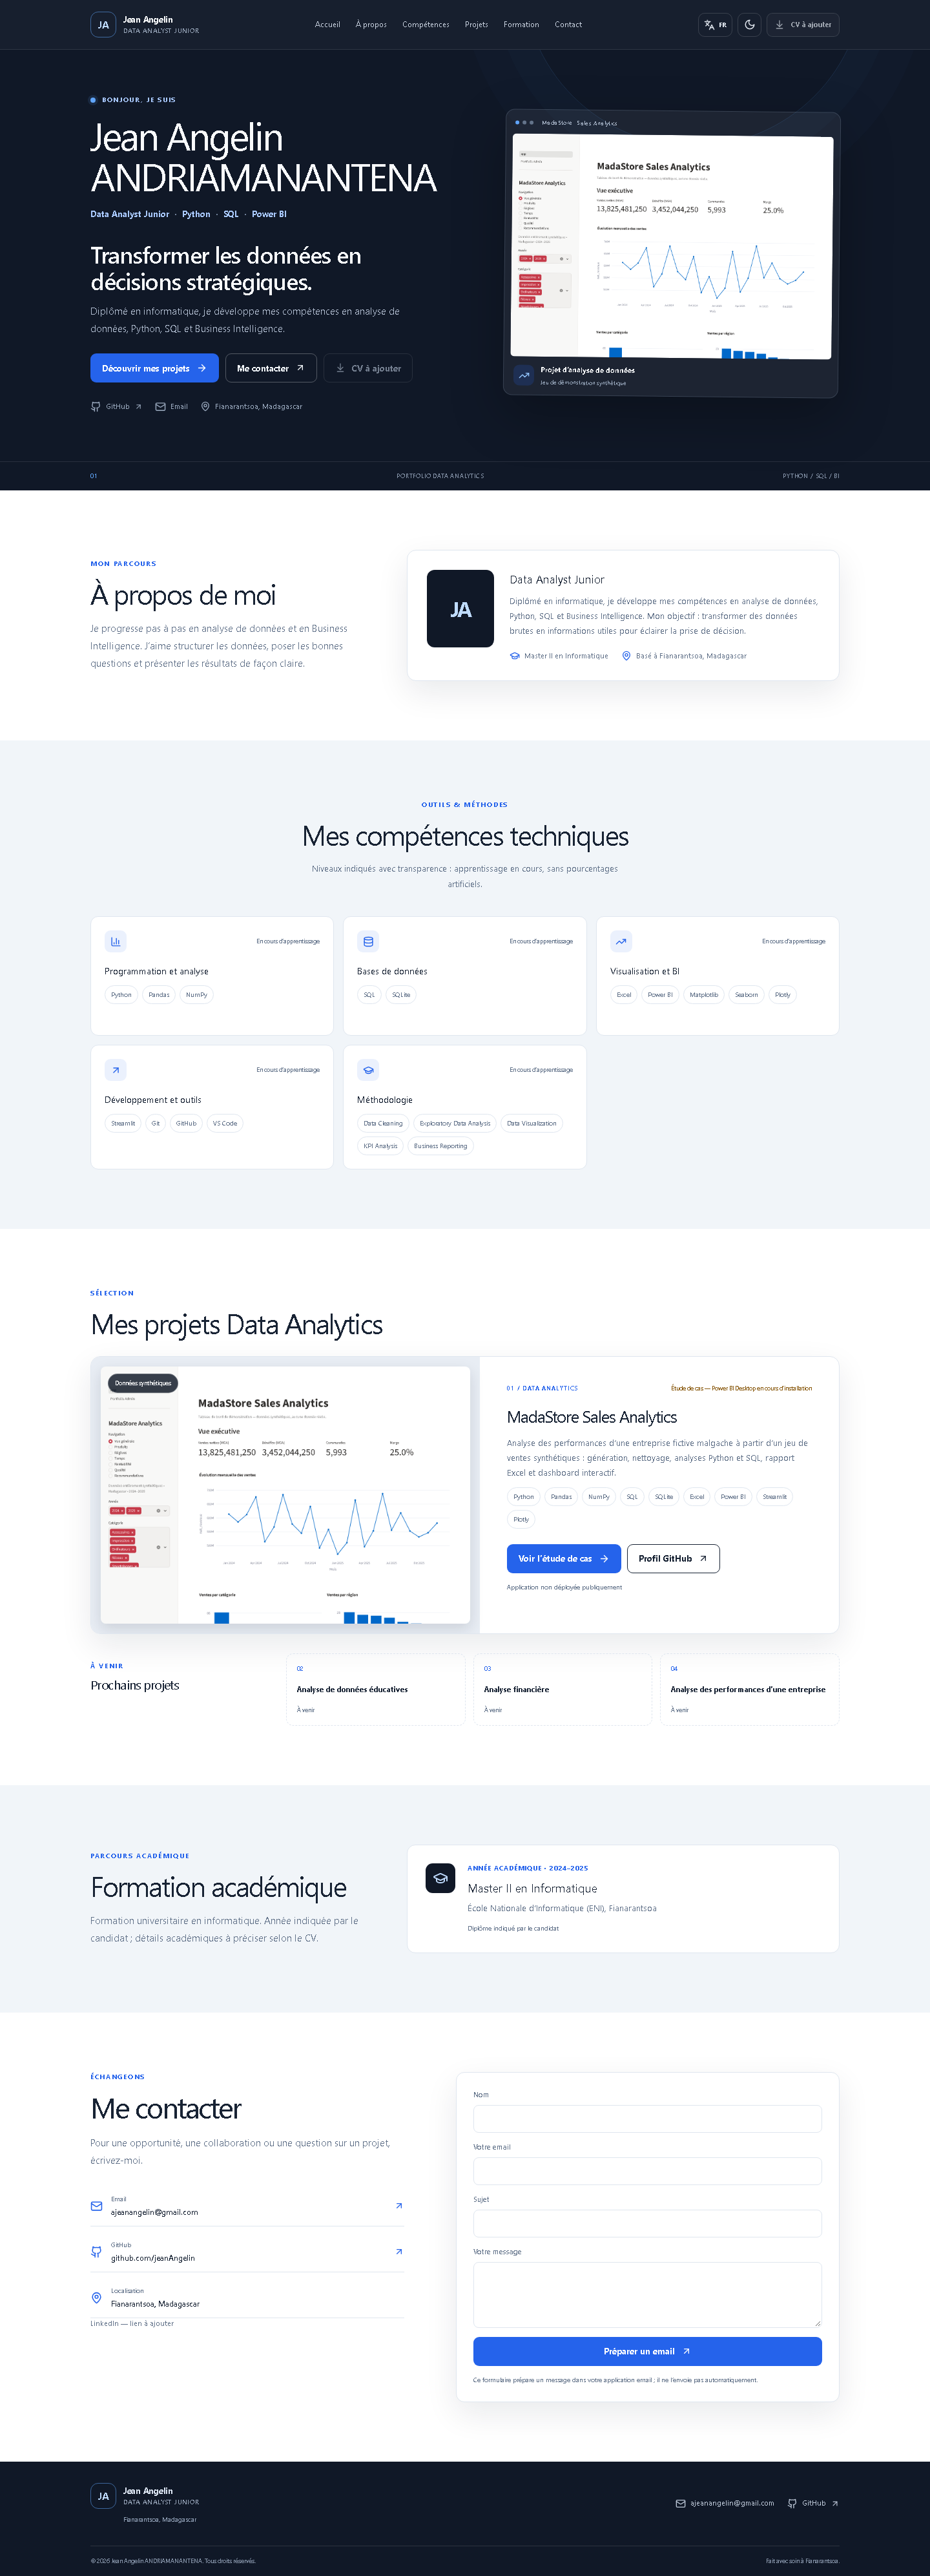 JA
Jean Angelin
DATA ANALYST JUNIOR
Accueil À propos Compétences Projets Formation Contact
FR
CV à ajouter
BONJOUR, JE SUIS
Jean Angelin
ANDRIAMANANTENA
Data Analyst Junior · Python · SQL · Power BI
Transformer les données en
décisions stratégiques.
Diplômé en informatique, je développe mes compétences en analyse de
données, Python, SQL et Business Intelligence.
Découvrir mes projets
Me contacter
CV à ajouter
GitHub
Email
Fianarantsoa, Madagascar
MadaStore Sales Analytics
MadaStore Sales Analytics
MadaStore Analytics
Vue exécutive
13,825,481,250 3,452,044,250 5,993 25.0%
Évolution mensuelle des ventes
Ventes par catégorie
Ventes par région
Projet d'analyse de données
Jeu de démonstration synthétique
01
PORTFOLIO DATA ANALYTICS
PYTHON / SQL / BI
MON PARCOURS
À propos de moi
Je progresse pas à pas en analyse de données et en Business
Intelligence. J'aime structurer les données, poser les bonnes
questions et présenter les résultats de façon claire.
JA
Data Analyst Junior
Diplômé en informatique, je développe mes compétences en analyse de données,
Python, SQL et Business Intelligence. Mon objectif : transformer des données
brutes en informations utiles pour éclairer la prise de décision.
Master II en Informatique
Basé à Fianarantsoa, Madagascar
OUTILS & MÉTHODES
Mes compétences techniques
Niveaux indiqués avec transparence : apprentissage en cours, sans pourcentages
artificiels.
En cours d'apprentissage
Programmation et analyse
Python Pandas NumPy
En cours d'apprentissage
Bases de données
SQL SQLite
En cours d'apprentissage
Visualisation et BI
Excel Power BI Matplotlib Seaborn Plotly
En cours d'apprentissage
Développement et outils
Streamlit Git GitHub VS Code
En cours d'apprentissage
Méthodologie
Data Cleaning Exploratory Data Analysis Data Visualization
KPI Analysis Business Reporting
SÉLECTION
Mes projets Data Analytics
Données synthétiques
MadaStore Analytics
MadaStore Sales Analytics
Vue exécutive
13,825,481,250 3,452,044,250 5,993 25.0%
Évolution mensuelle des ventes
Ventes par catégorie
Ventes par région
01 / DATA ANALYTICS
Étude de cas — Power BI Desktop en cours d'installation
MadaStore Sales Analytics
Analyse des performances d'une entreprise fictive malgache à partir d'un jeu de
ventes synthétiques : génération, nettoyage, analyses Python et SQL, rapport
Excel et dashboard interactif.
Python Pandas NumPy SQL SQLite Excel Power BI Streamlit
Plotly
Voir l'étude de cas
Profil GitHub
Application non déployée publiquement
À VENIR
Prochains projets
02
Analyse de données éducatives
À venir
03
Analyse financière
À venir
04
Analyse des performances d'une entreprise
À venir
PARCOURS ACADÉMIQUE
Formation académique
Formation universitaire en informatique. Année indiquée par le
candidat ; détails académiques à préciser selon le CV.
ANNÉE ACADÉMIQUE · 2024–2025
Master II en Informatique
École Nationale d'Informatique (ENI), Fianarantsoa
Diplôme indiqué par le candidat
ÉCHANGEONS
Me contacter
Pour une opportunité, une collaboration ou une question sur un projet,
écrivez-moi.
Email
ajeanangelin@gmail.com
GitHub
github.com/jeanAngelin
Localisation
Fianarantsoa, Madagascar
LinkedIn — lien à ajouter
Nom
Votre email
Sujet
Votre message
Préparer un email
Ce formulaire prépare un message dans votre application email ; il ne l'envoie pas automatiquement.
JA
Jean Angelin
DATA ANALYST JUNIOR
Fianarantsoa, Madagascar
ajeanangelin@gmail.com
GitHub
© 2026 Jean Angelin ANDRIAMANANTENA. Tous droits réservés.
Fait avec soin à Fianarantsoa.